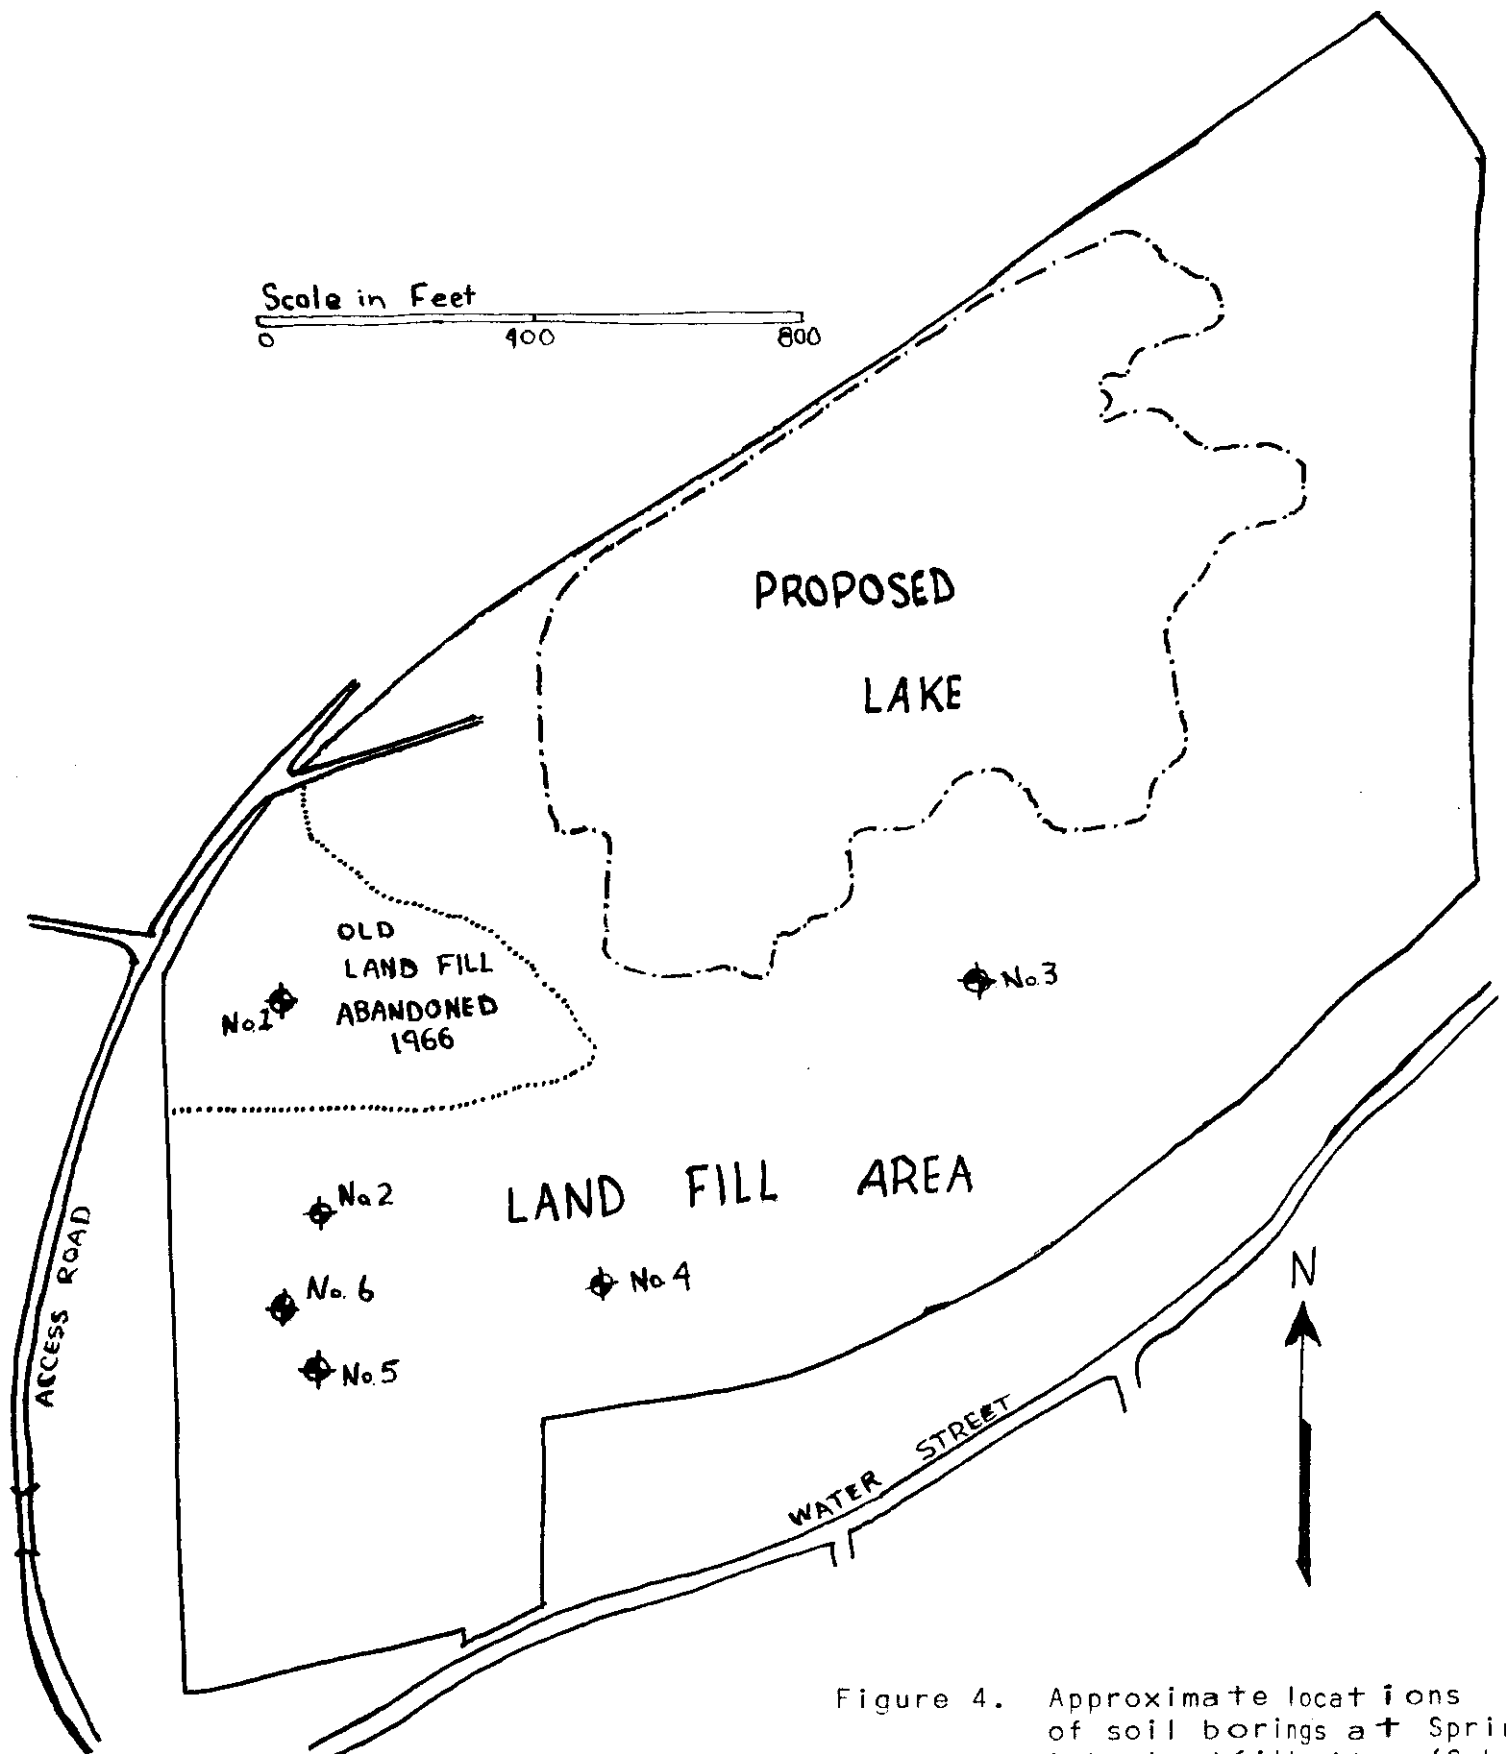 Scale in Feet
0 400 800
PROPOSED
LAKE
OLD
LAND FILL
ABANDONED
1966
No.1
No.3
No.2
LAND FILL AREA
No.6
No.4
No.5
ACCESS ROAD
N
WATER STREET
Figure 4. Approximate locations
of soil borings at Sprin